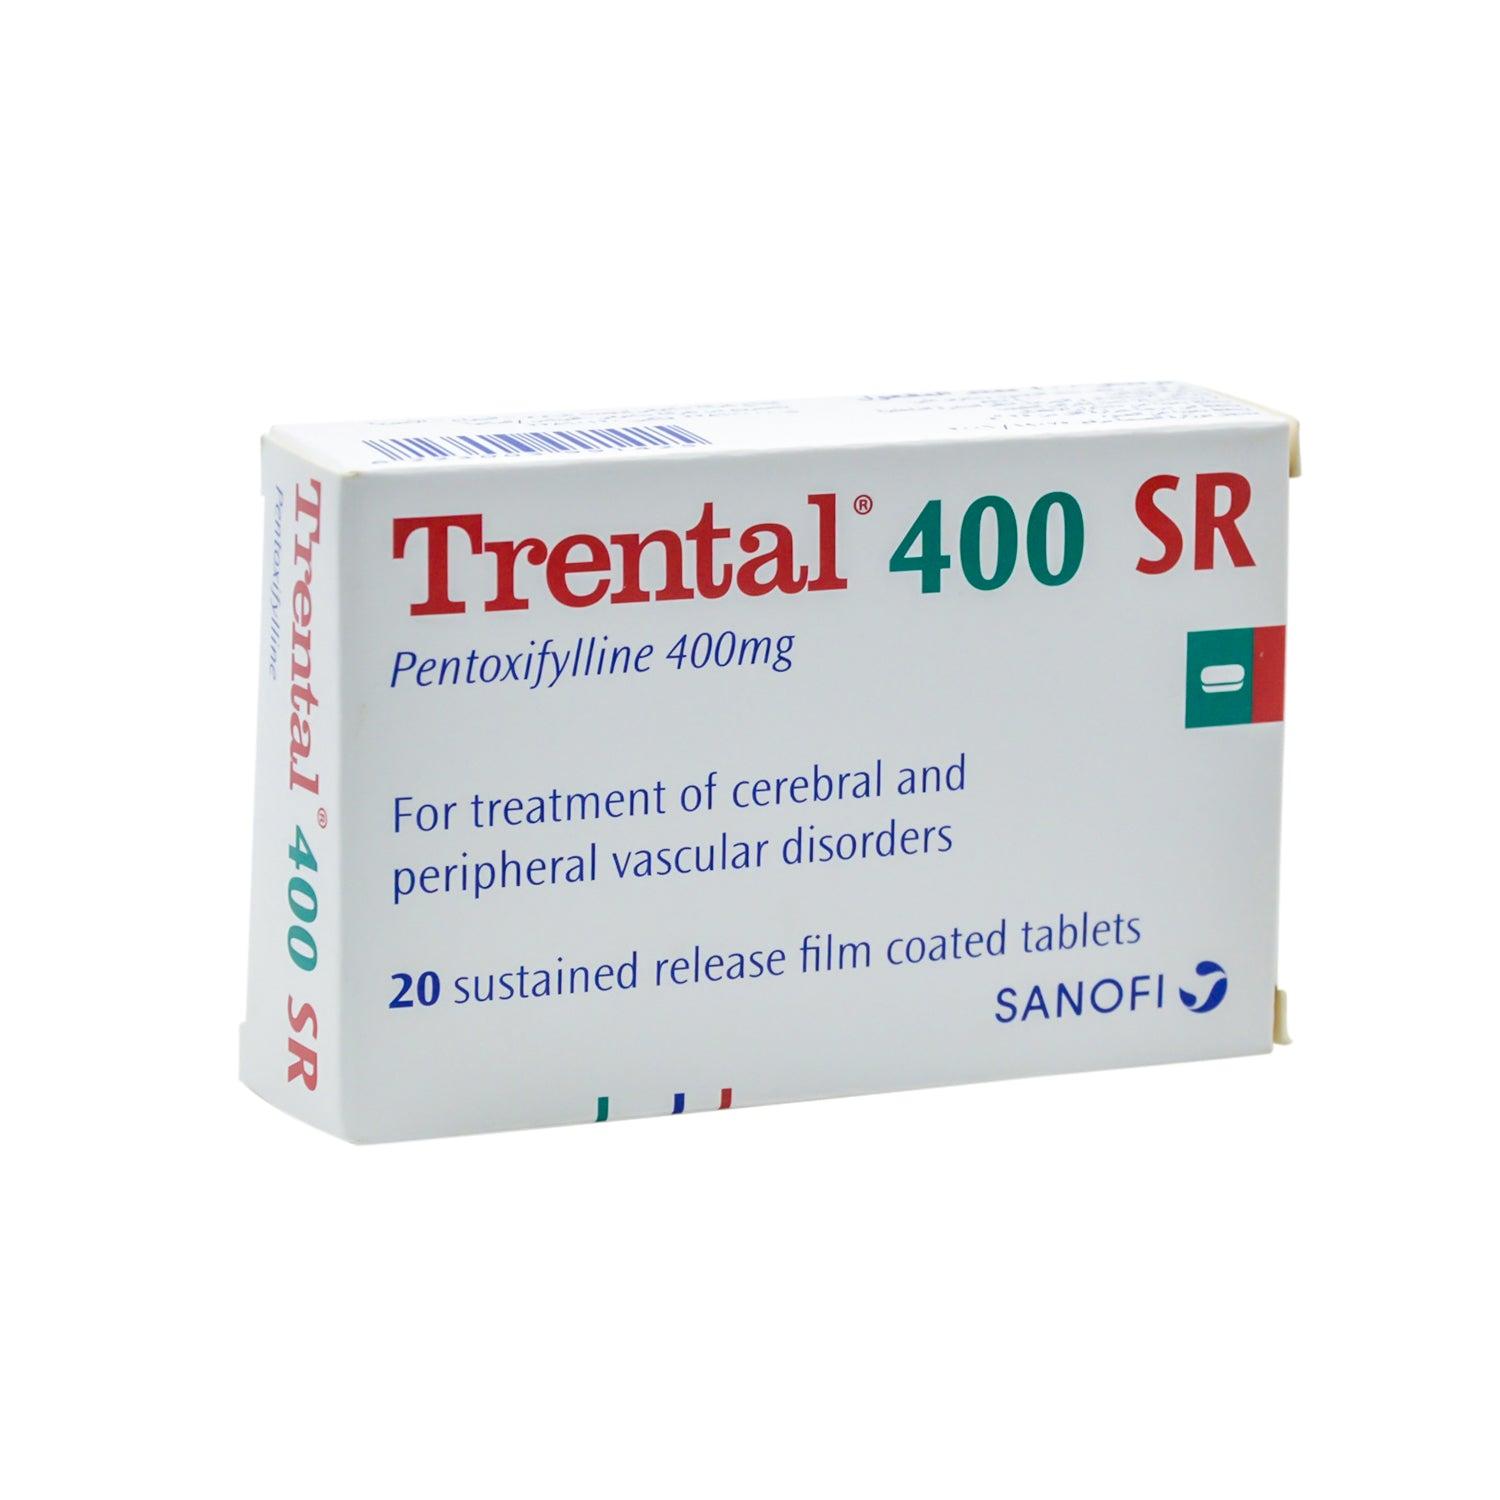 Trental® 400 SR
Pentoxifylline 400mg
For treatment of cerebral and
peripheral vascular disorders
20 sustained release film coated tablets
SANOFI
Trental® 400 SR
Pentoxifylline